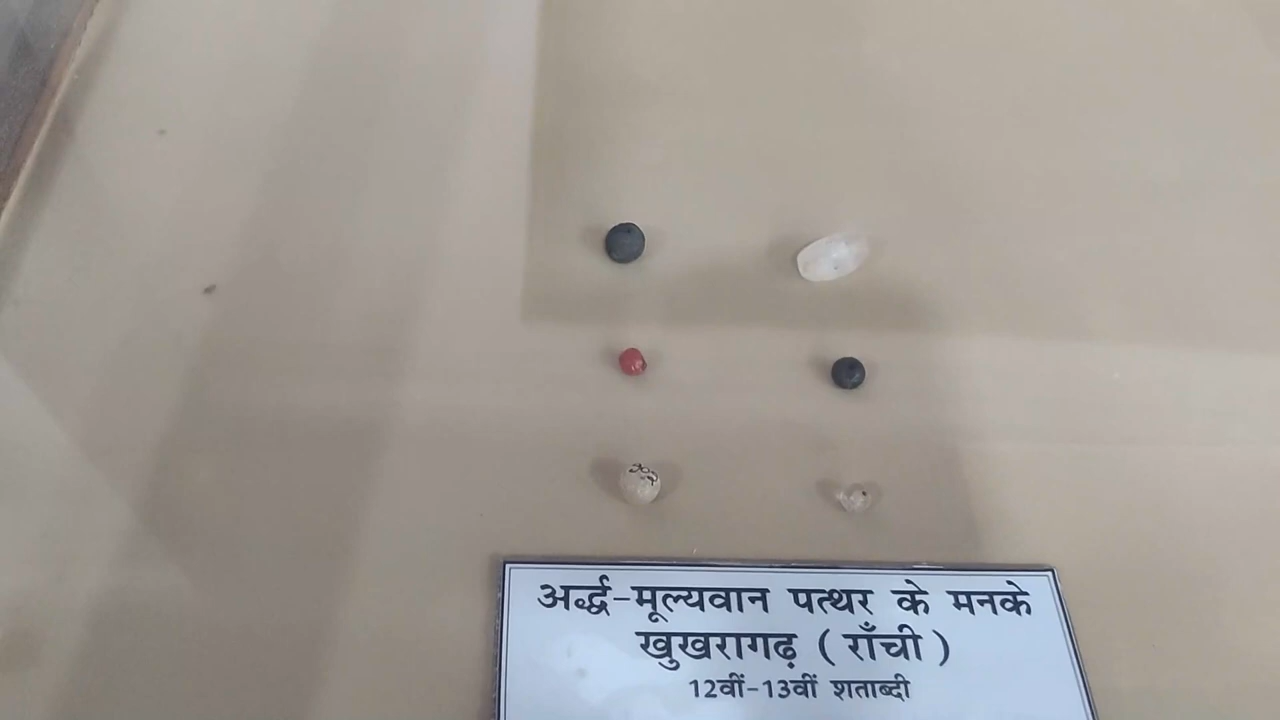 अर्द्ध-मूल्यवान पत्थर के मनके
खुखरागढ़ ( राँची )
12वीं-13वीं शताब्दी